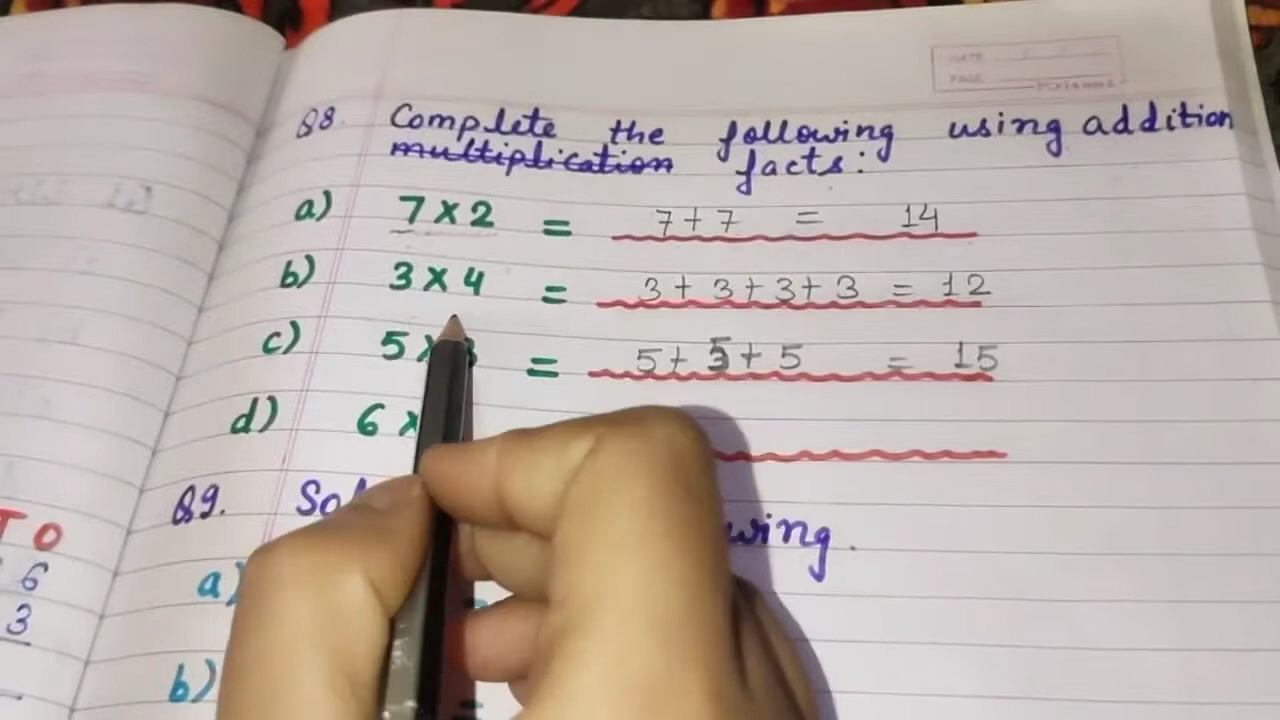 DATE
PAGE
Q8. Complete the following using addition
multiplication facts:
a) 7 x 2 = 7 + 7 = 14
b) 3 x 4 = 3 + 3 + 3 + 3 = 12
c) 5 x 3 = 5 + 5 + 5 = 15
d) 6 x
Q9.
a)
b)
T O
6
3